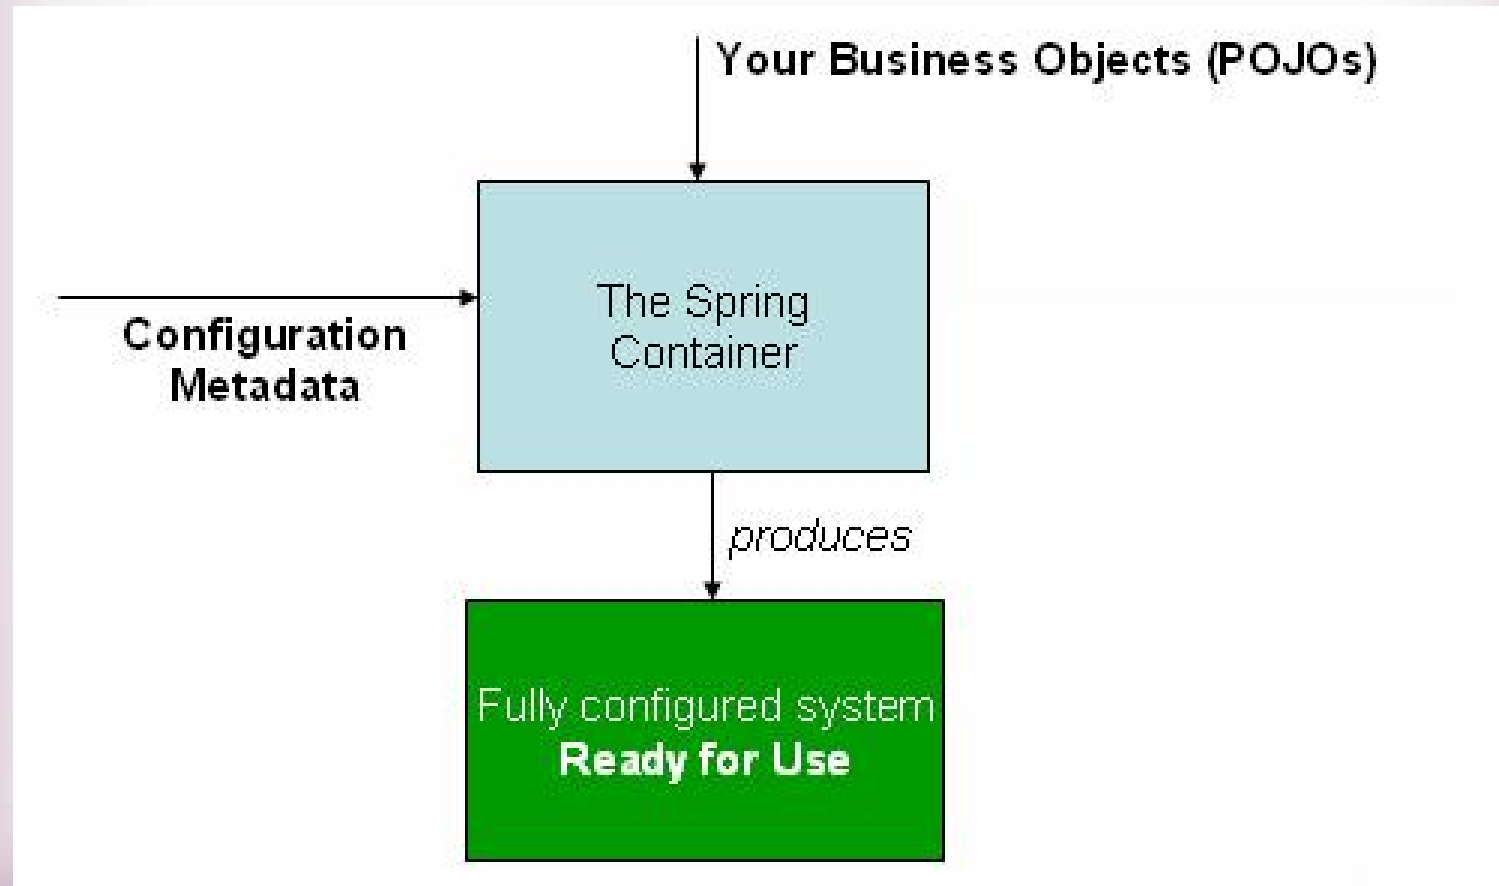 Your Business Objects (POJOs)
The Spring
Container
Configuration
Metadata
produces
Fully configured system
Ready for Use